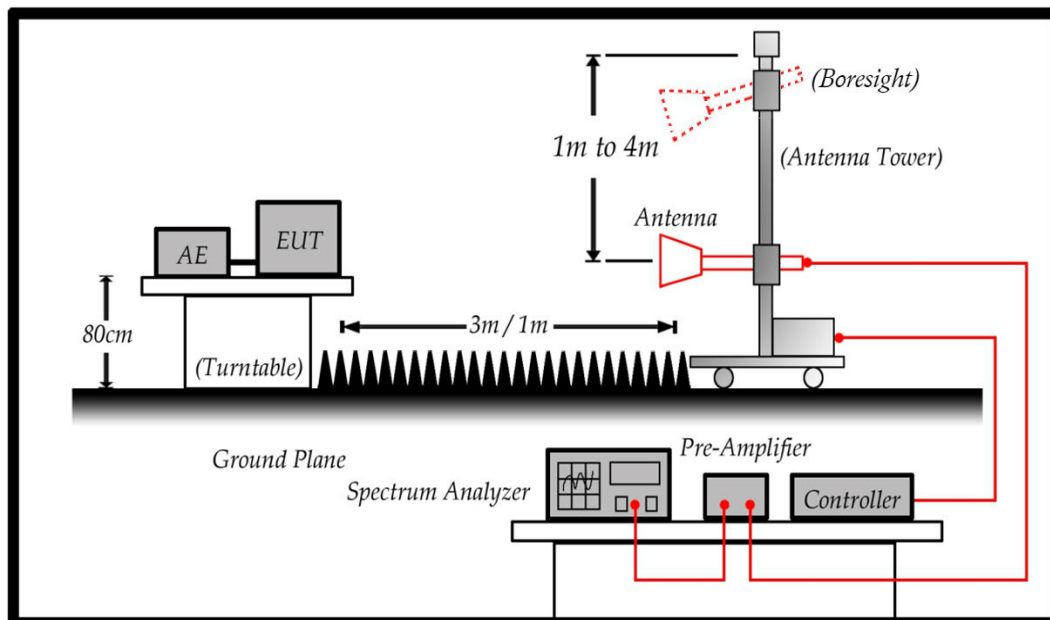 (Boresight)
1m to 4m
(Antenna Tower)
Antenna
AE
EUT
80cm
3m / 1m
(Turntable)
Ground Plane
Pre-Amplifier
Spectrum Analyzer
Controller